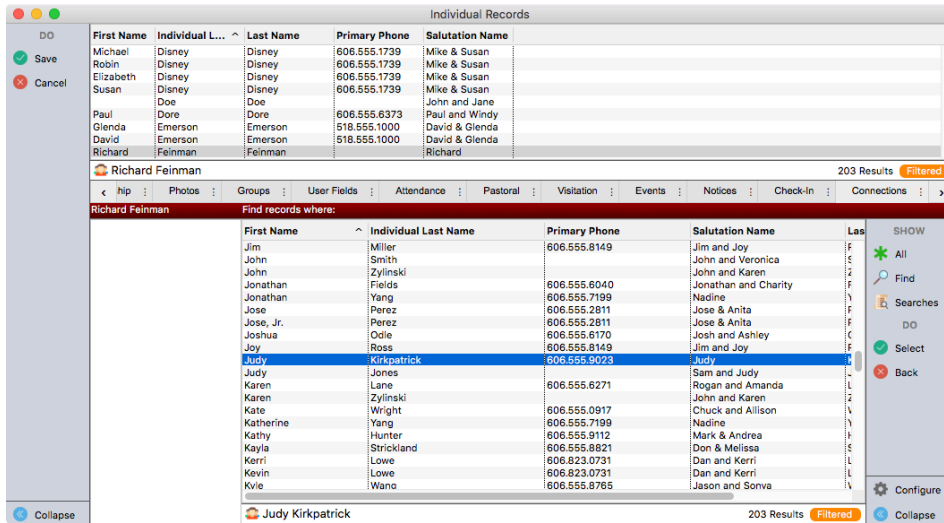 Individual Records
DO
Save
Cancel
First Name Individual L... Last Name Primary Phone Salutation Name
Michael Disney Disney 606.555.1739 Mike & Susan
Robin Disney Disney 606.555.1739 Mike & Susan
Elizabeth Disney Disney 606.555.1739 Mike & Susan
Susan Disney Disney 606.555.1739 Mike & Susan
Doe Doe John and Jane
Paul Dore Dore 606.555.6373 Paul and Windy
Glenda Emerson Emerson 518.555.1000 David & Glenda
David Emerson Emerson 518.555.1000 David & Glenda
Richard Feinman Feinman Richard
Richard Feinman 203 Results Filtered
hip Photos Groups User Fields Attendance Pastoral Visitation Events Notices Check-In Connections
Richard Feinman Find records where:
First Name Individual Last Name Primary Phone Salutation Name Las
Jim Miller 606.555.8149 Jim and Joy
John Smith John and Veronica
John Zylinski John and Karen
Jonathan Fields 606.555.6040 Jonathan and Charity
Jonathan Yang 606.555.7199 Nadine
Jose Perez 606.555.2811 Jose & Anita
Jose, Jr. Perez 606.555.2811 Jose & Anita
Joshua Odle 606.555.6170 Josh and Ashley
Joy Ross 606.555.8149 Jim and Joy
Judy Kirkpatrick 606.555.9023 Judy
Judy Jones Sam and Judy
Karen Lane 606.555.6271 Rogan and Amanda
Karen Zylinski John and Karen
Kate Wright 606.555.0917 Chuck and Allison
Katherine Yang 606.555.7199 Nadine
Kathy Hunter 606.555.9112 Mark & Andrea
Kayla Strickland 606.555.8821 Don & Melissa
Kerri Lowe 606.823.0731 Dan and Kerri
Kevin Lowe 606.823.0731 Dan and Kerri
Kyle Wang 606.555.8765 Jason and Sonya
Judy Kirkpatrick 203 Results Filtered
SHOW
All
Find
Searches
DO
Select
Back
Configure
Collapse
Collapse